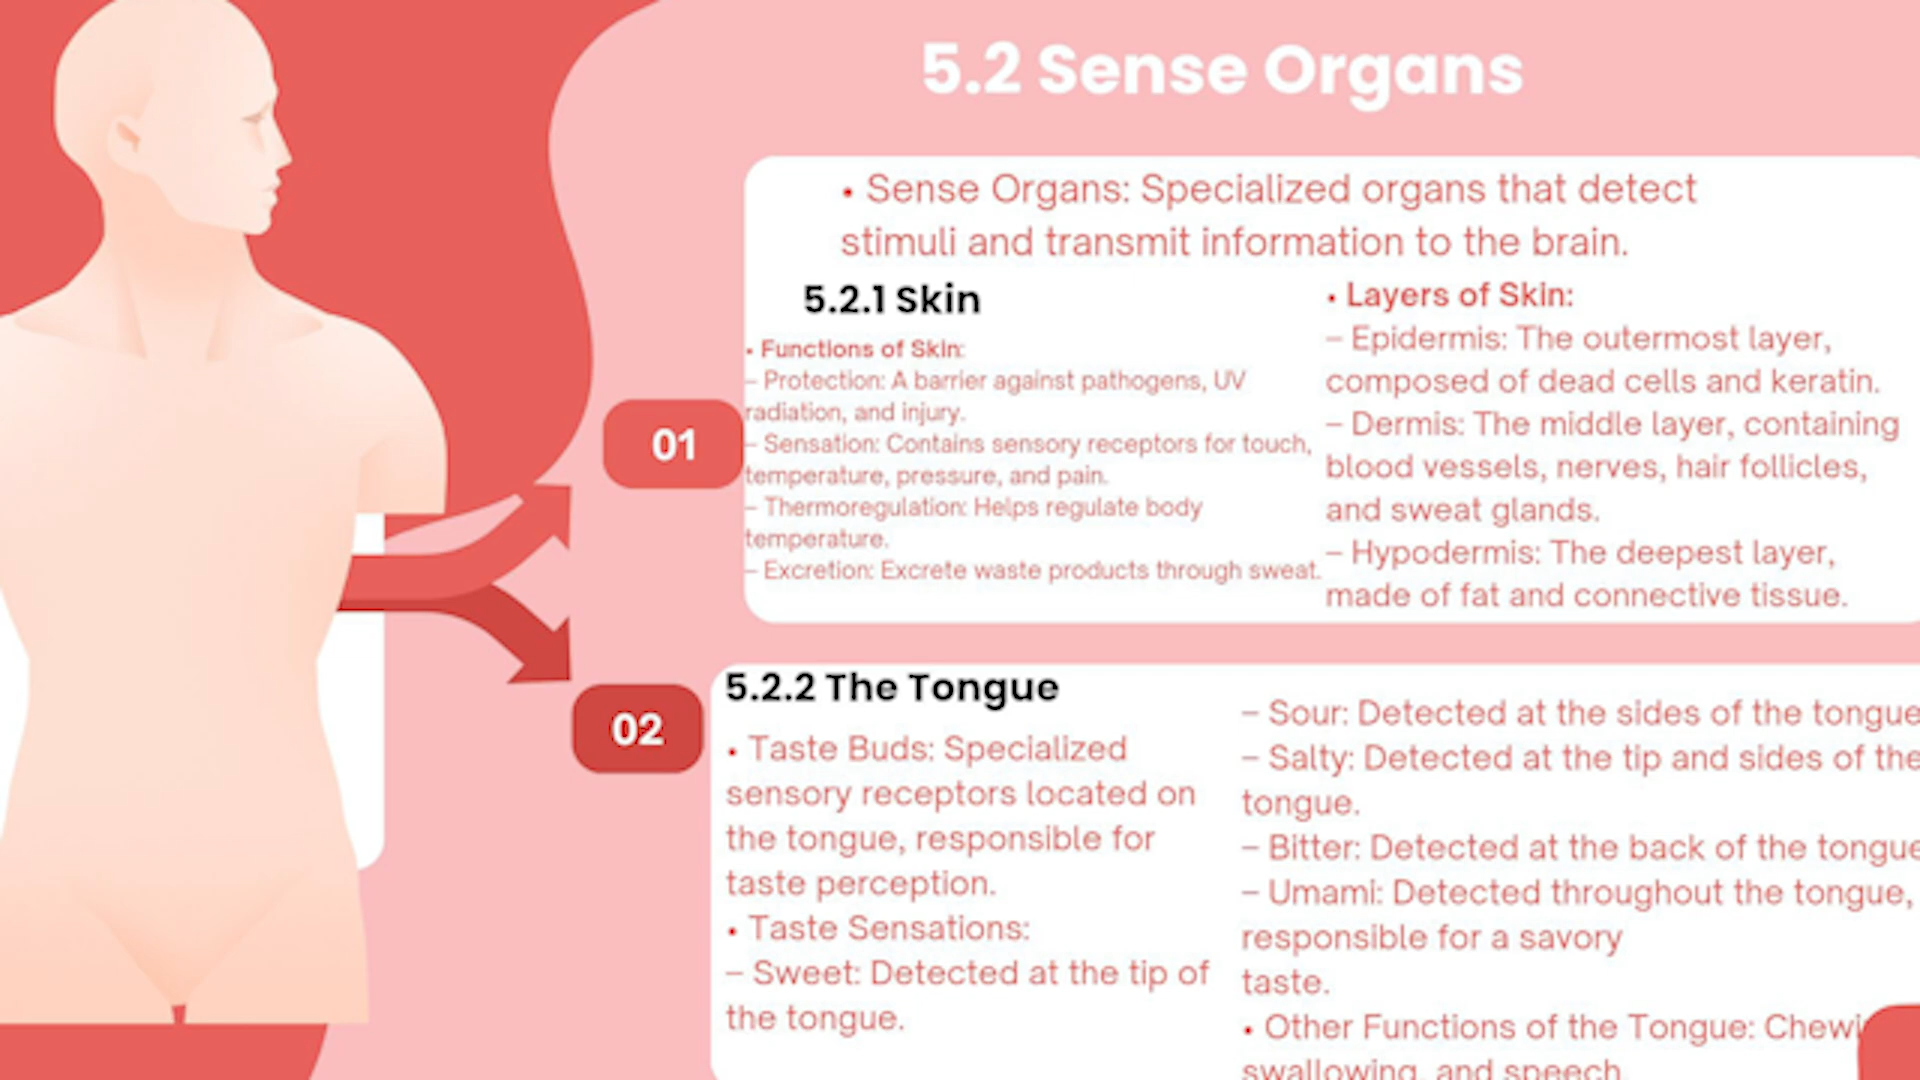 5.2 Sense Organs
• Sense Organs: Specialized organs that detect
stimuli and transmit information to the brain.
5.2.1 Skin
• Functions of Skin:
– Protection: A barrier against pathogens, UV
radiation, and injury.
– Sensation: Contains sensory receptors for touch,
temperature, pressure, and pain.
– Thermoregulation: Helps regulate body
temperature.
– Excretion: Excrete waste products through sweat.
• Layers of Skin:
– Epidermis: The outermost layer,
composed of dead cells and keratin.
– Dermis: The middle layer, containing
blood vessels, nerves, hair follicles,
and sweat glands.
– Hypodermis: The deepest layer,
made of fat and connective tissue.
01
02
5.2.2 The Tongue
• Taste Buds: Specialized
sensory receptors located on
the tongue, responsible for
taste perception.
• Taste Sensations:
– Sweet: Detected at the tip of
the tongue.
– Sour: Detected at the sides of the tongue
– Salty: Detected at the tip and sides of the
tongue.
– Bitter: Detected at the back of the tongue
– Umami: Detected throughout the tongue,
responsible for a savory
taste.
• Other Functions of the Tongue: Chewi
swallowing, and speech.